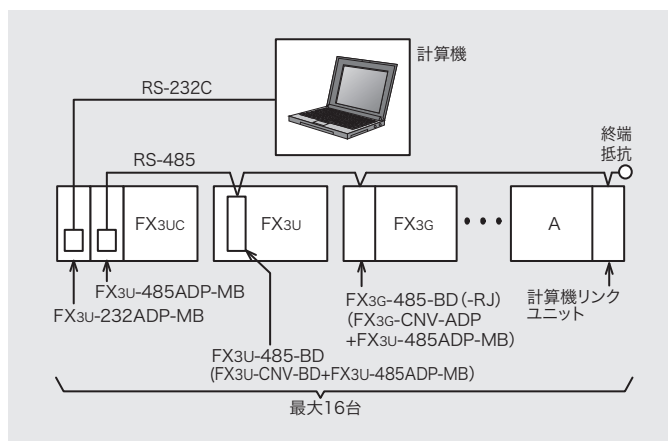 計算機
RS-232C
終端
抵抗
RS-485
FX3UC
FX3U
FX3G
A
FX3U-485ADP-MB
FX3U-232ADP-MB
FX3G-485-BD(-RJ)
(FX3G-CNV-ADP
+FX3U-485ADP-MB)
計算機リンク
ユニット
FX3U-485-BD
(FX3U-CNV-BD+FX3U-485ADP-MB)
最大16台